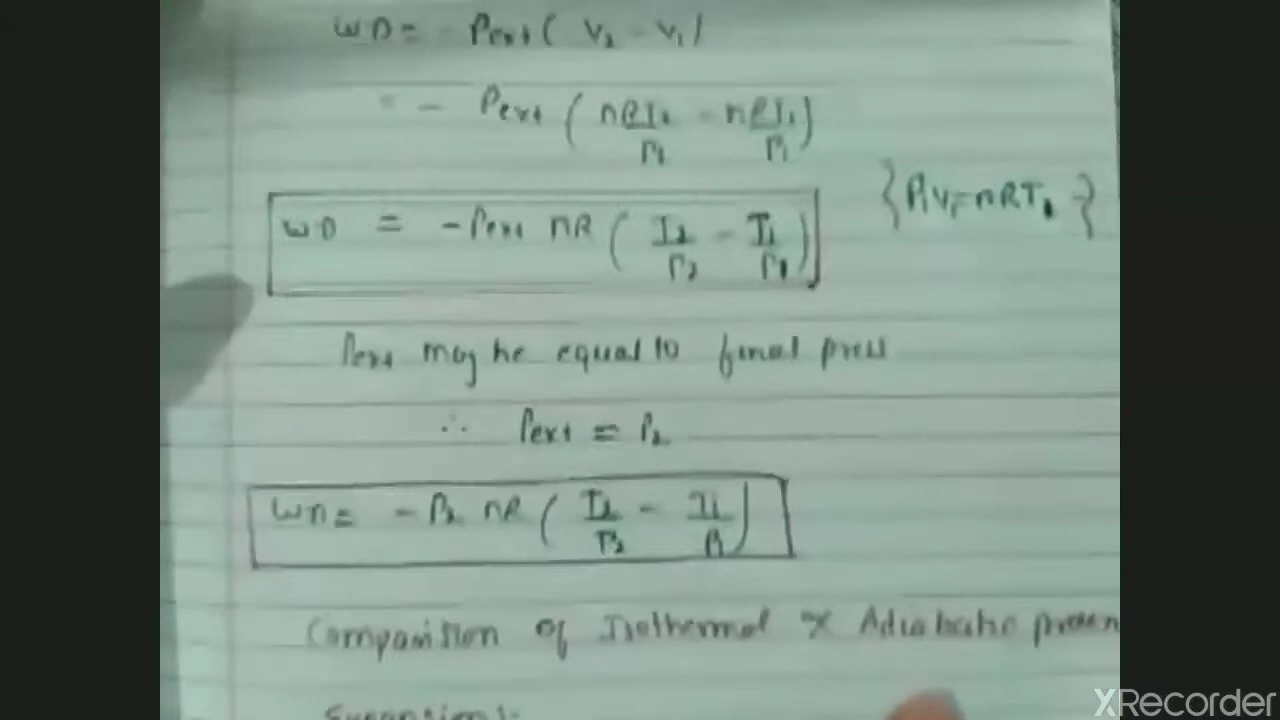 WD = - Pext ( V2 - V1 )
= - Pext ( nRT2/P2 - nRT1/P1 )
{ P1V1 = nRT1 }
WD = - Pext nR ( T2/P2 - T1/P1 )
Pext may be equal to final press
∴ Pext = P2
WD = - P2 nR ( T2/P2 - T1/P1 )
Comparision of Isothermal & Adiabatic
Expansion:-
XRecorder